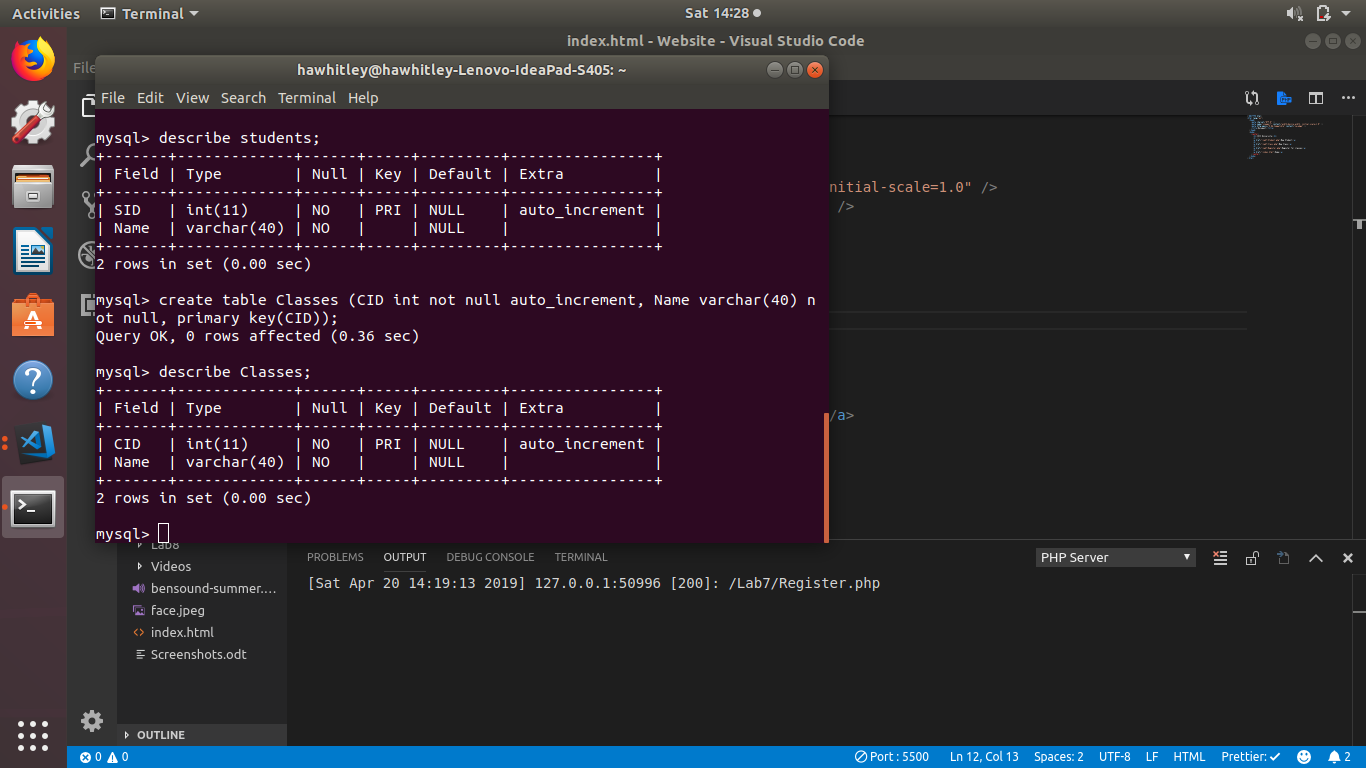 Activities Terminal Sat 14:28
index.html - Website - Visual Studio Code
File
hawhitley@hawhitley-Lenovo-IdeaPad-S405: ~
File Edit View Search Terminal Help
mysql> describe students;
+-------+-------------+------+-----+---------+----------------+
| Field | Type        | Null | Key | Default | Extra          |
+-------+-------------+------+-----+---------+----------------+
| SID   | int(11)     | NO   | PRI | NULL    | auto_increment |
| Name  | varchar(40) | NO   |     | NULL    |                |
+-------+-------------+------+-----+---------+----------------+
2 rows in set (0.00 sec)
mysql> create table Classes (CID int not null auto_increment, Name varchar(40) n
ot null, primary key(CID));
Query OK, 0 rows affected (0.36 sec)
mysql> describe Classes;
+-------+-------------+------+-----+---------+----------------+
| Field | Type        | Null | Key | Default | Extra          |
+-------+-------------+------+-----+---------+----------------+
| CID   | int(11)     | NO   | PRI | NULL    | auto_increment |
| Name  | varchar(40) | NO   |     | NULL    |                |
+-------+-------------+------+-----+---------+----------------+
2 rows in set (0.00 sec)
mysql>
nitial-scale=1.0" />
/>
/a>
Lab8
Videos
bensound-summer....
face.jpeg
index.html
Screenshots.odt
OUTLINE
PROBLEMS OUTPUT DEBUG CONSOLE TERMINAL PHP Server
[Sat Apr 20 14:19:13 2019] 127.0.0.1:50996 [200]: /Lab7/Register.php
0 0 Port : 5500 Ln 12, Col 13 Spaces: 2 UTF-8 LF HTML Prettier: ✓ 2